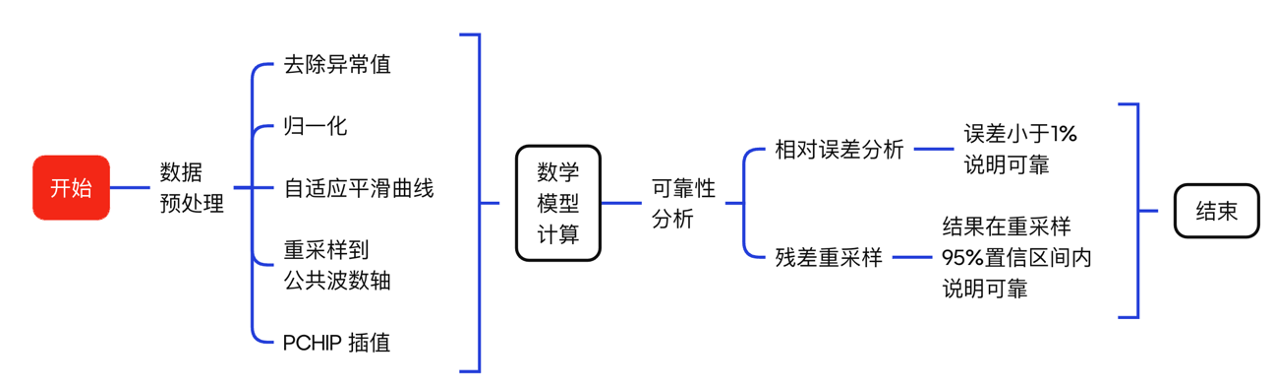 开始
数据
预处理
去除异常值
归一化
自适应平滑曲线
重采样到
公共波数轴
PCHIP 插值
数学
模型
计算
可靠性
分析
相对误差分析
误差小于1%
说明可靠
残差重采样
结果在重采样
95%置信区间内
说明可靠
结束